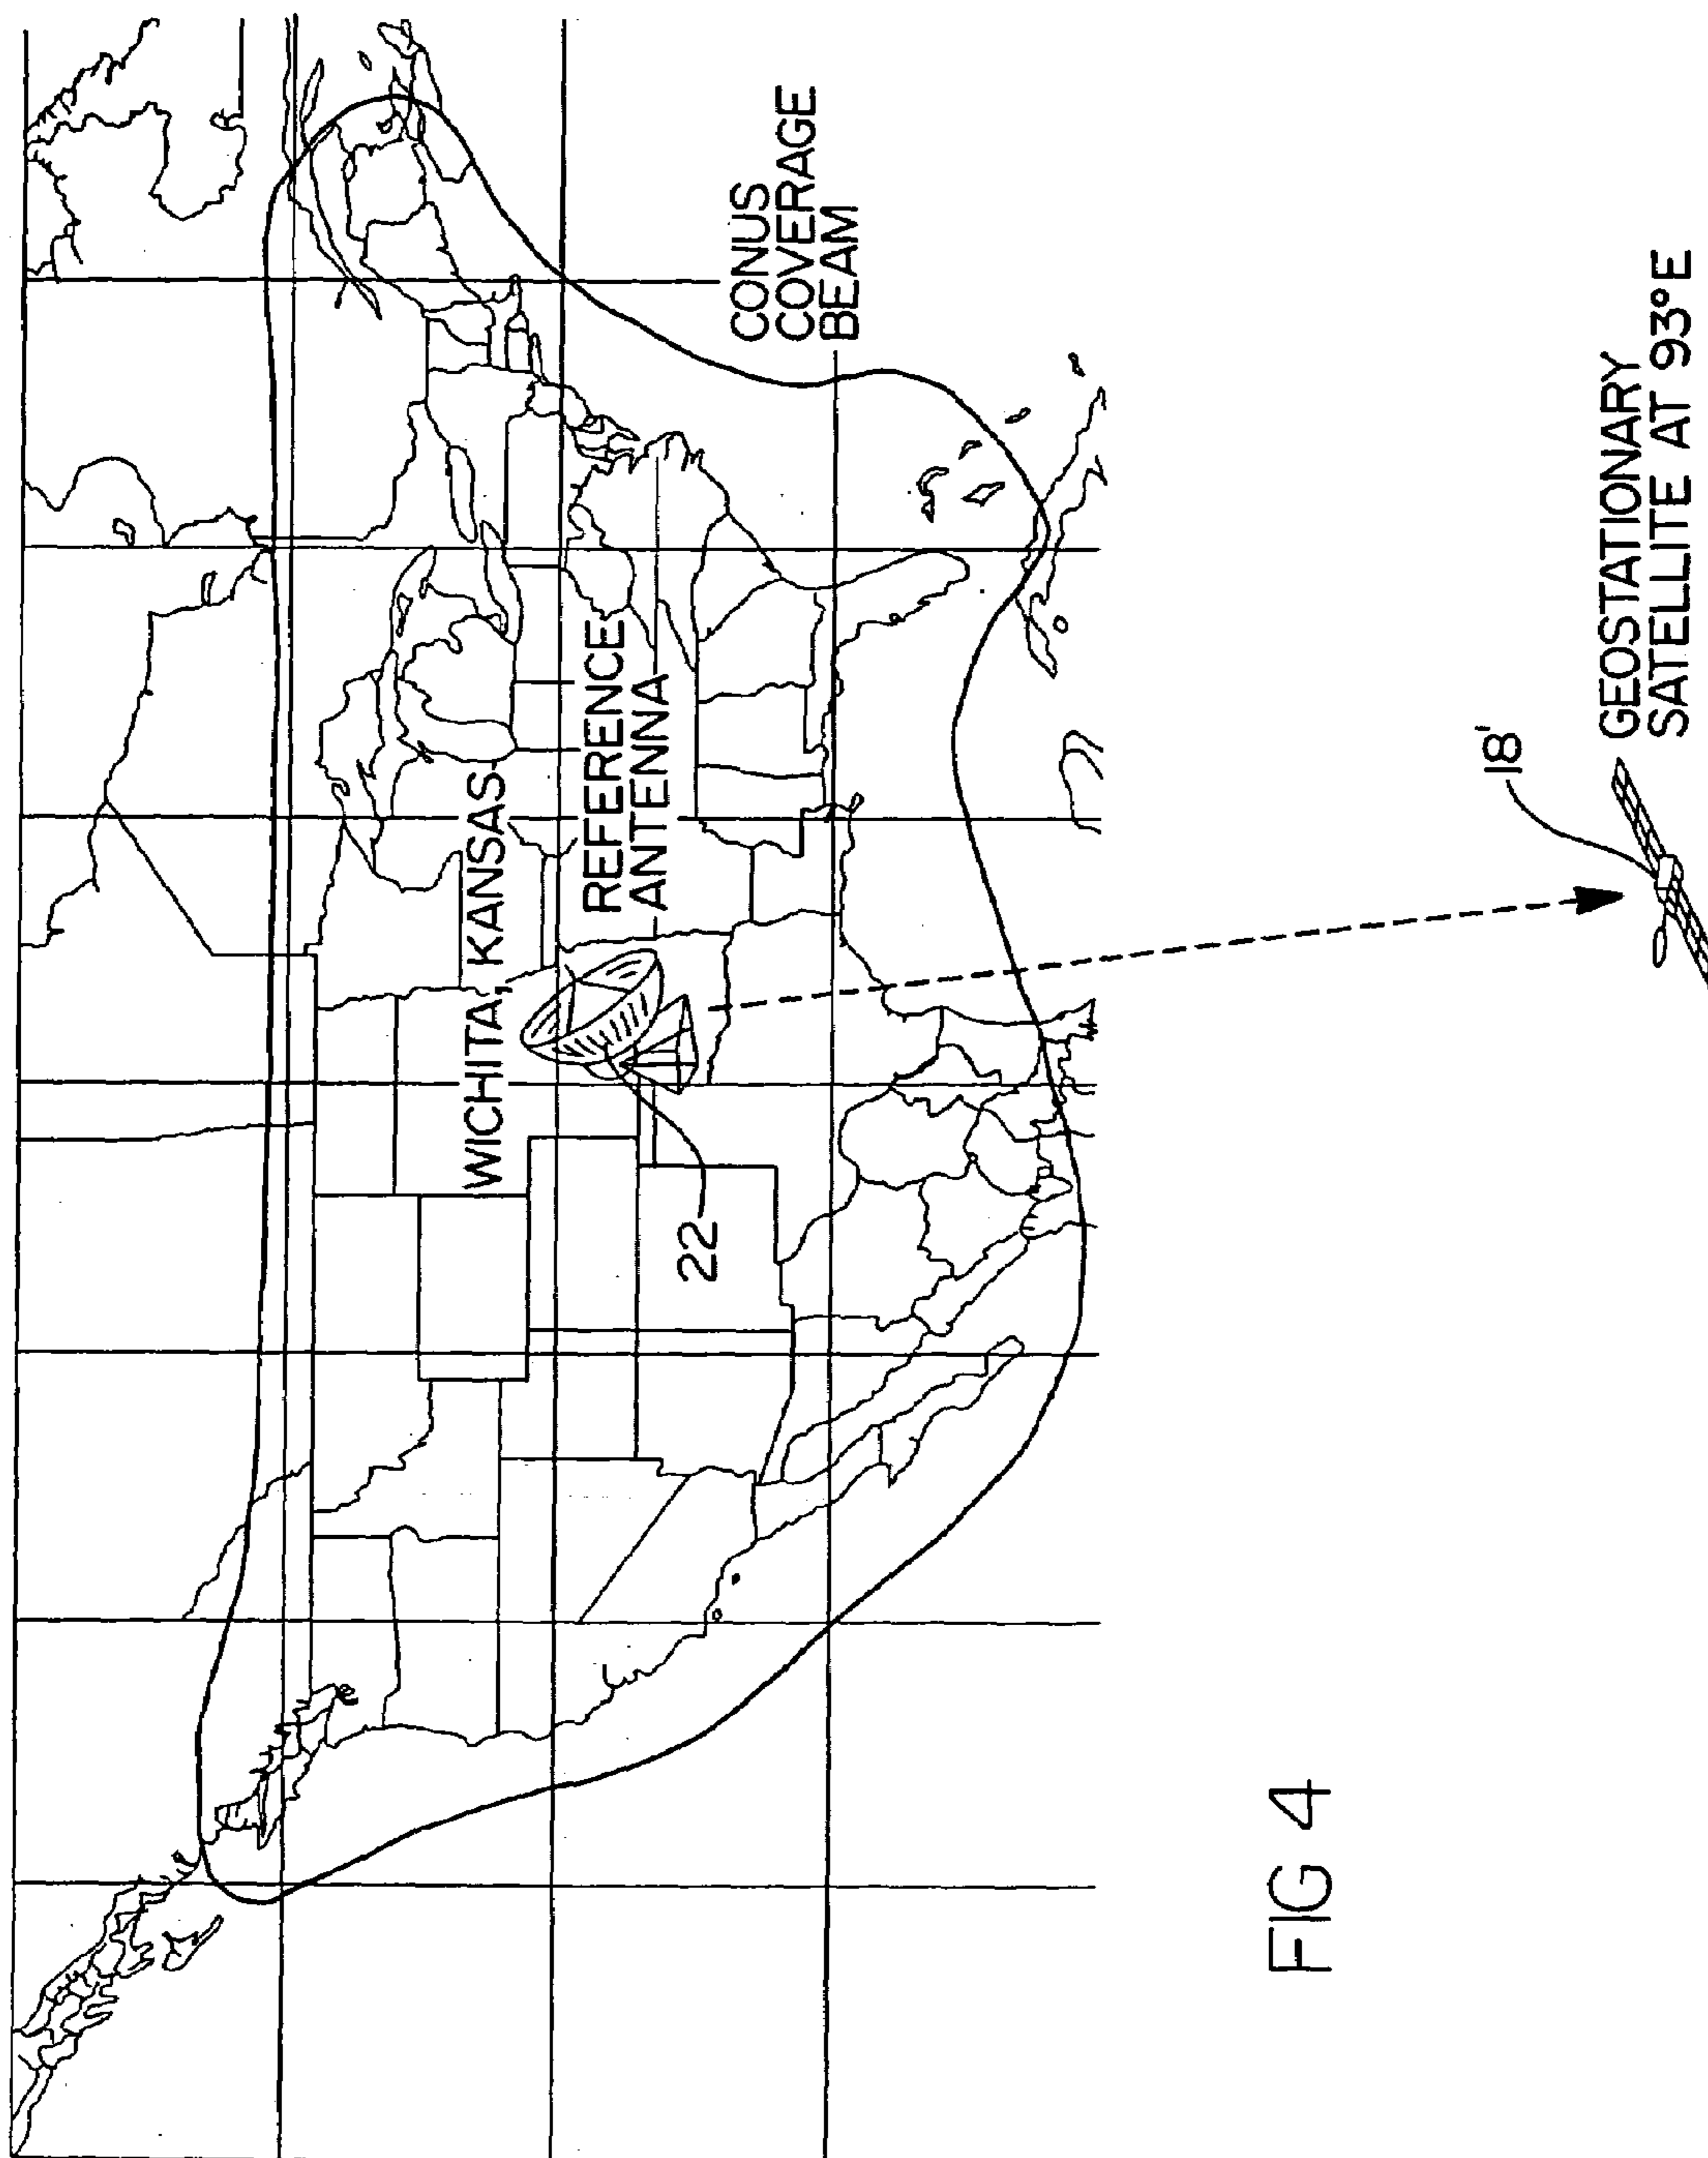 CONUS
COVERAGE
BEAM
WICHITA, KANSAS
REFERENCE
ANTENNA
22
18'
GEOSTATIONARY
SATELLITE AT 93°E
FIG 4